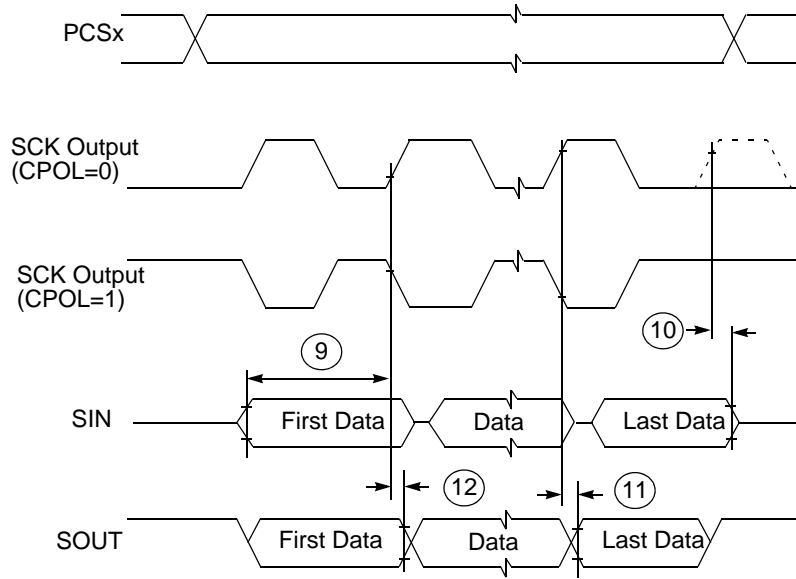 PCSx
SCK Output
(CPOL=0)
SCK Output
(CPOL=1)
10
9
SIN
First Data
Data
Last Data
12
11
SOUT
First Data
Data
Last Data